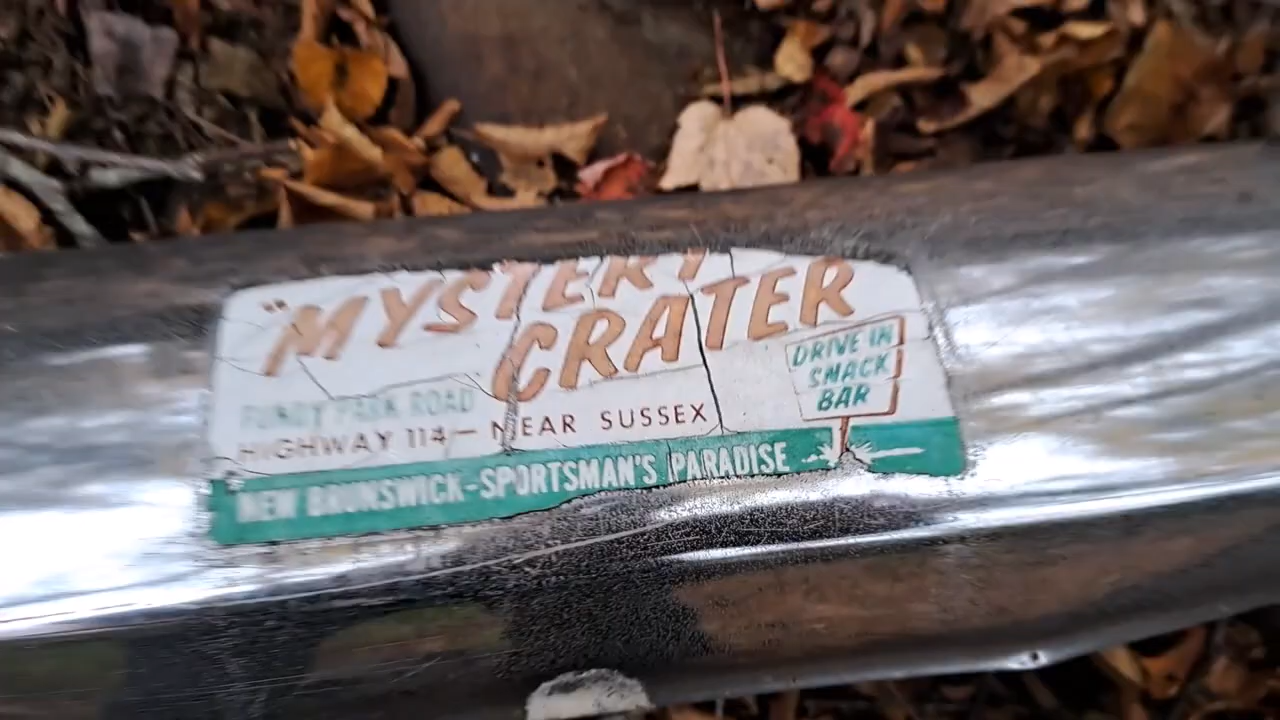 "MYSTERY
CRATER
DRIVE IN
SNACK
BAR
FUNDY PARK ROAD
HIGHWAY 114 — NEAR SUSSEX
NEW BRUNSWICK-SPORTSMAN'S PARADISE